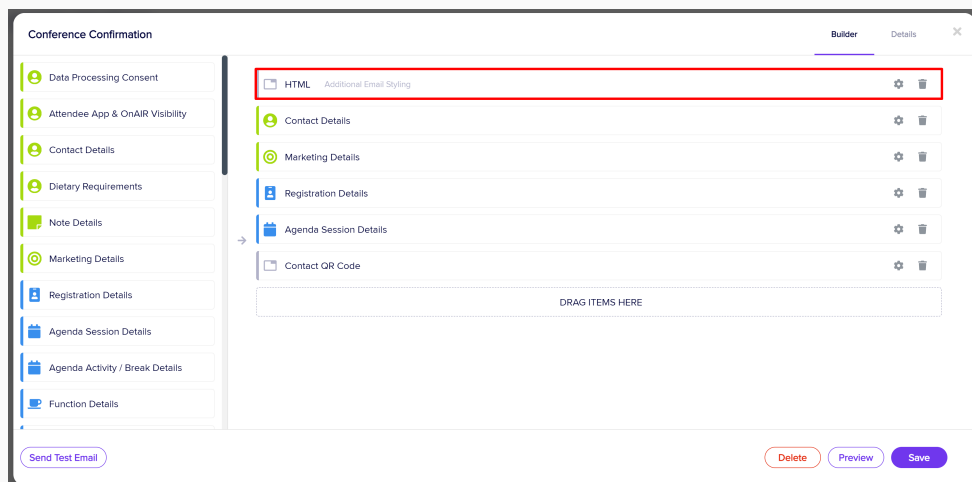 Conference Confirmation
Builder
Details
Data Processing Consent
Attendee App & OnAIR Visibility
Contact Details
Dietary Requirements
Note Details
Marketing Details
Registration Details
Agenda Session Details
Agenda Activity / Break Details
Function Details
HTML Additional Email Styling
Contact Details
Marketing Details
Registration Details
Agenda Session Details
Contact QR Code
DRAG ITEMS HERE
Send Test Email
Delete
Preview
Save